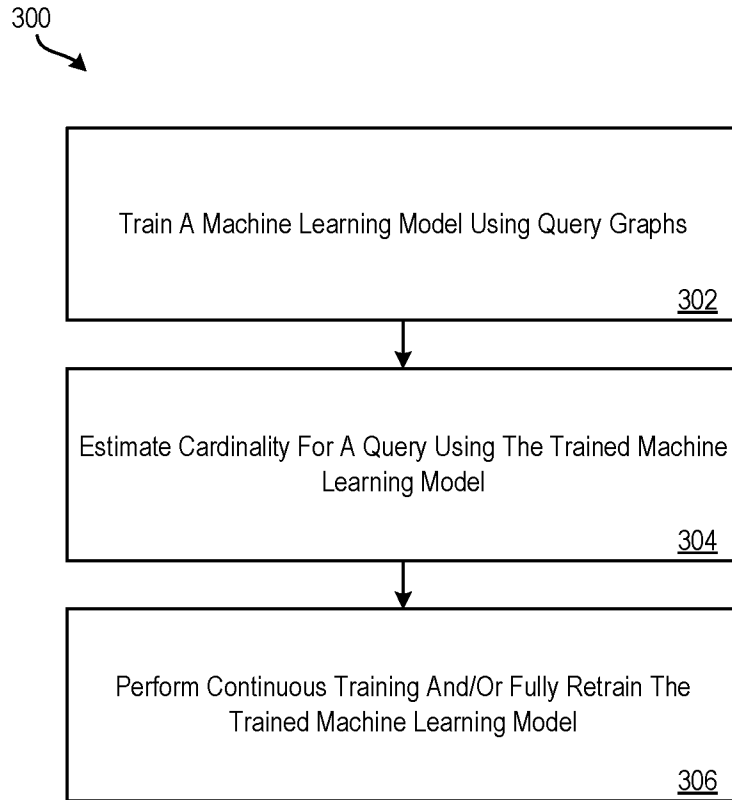 300
Train A Machine Learning Model Using Query Graphs
302
Estimate Cardinality For A Query Using The Trained Machine
Learning Model
304
Perform Continuous Training And/Or Fully Retrain The
Trained Machine Learning Model
306